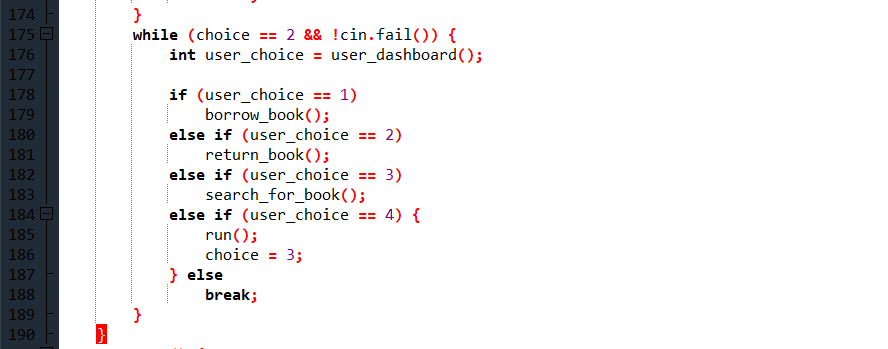 174 }
175 while (choice == 2 && !cin.fail()) {
176 int user_choice = user_dashboard();
177
178 if (user_choice == 1)
179 borrow_book();
180 else if (user_choice == 2)
181 return_book();
182 else if (user_choice == 3)
183 search_for_book();
184 else if (user_choice == 4) {
185 run();
186 choice = 3;
187 } else
188 break;
189 }
190 }